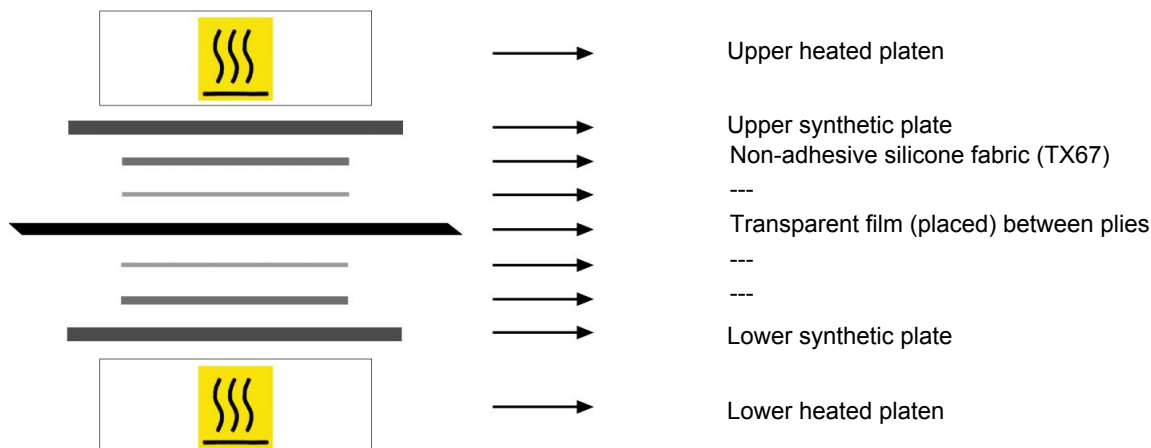 Upper heated platen
Upper synthetic plate
Non-adhesive silicone fabric (TX67)
---
Transparent film (placed) between plies
---
---
Lower synthetic plate
Lower heated platen